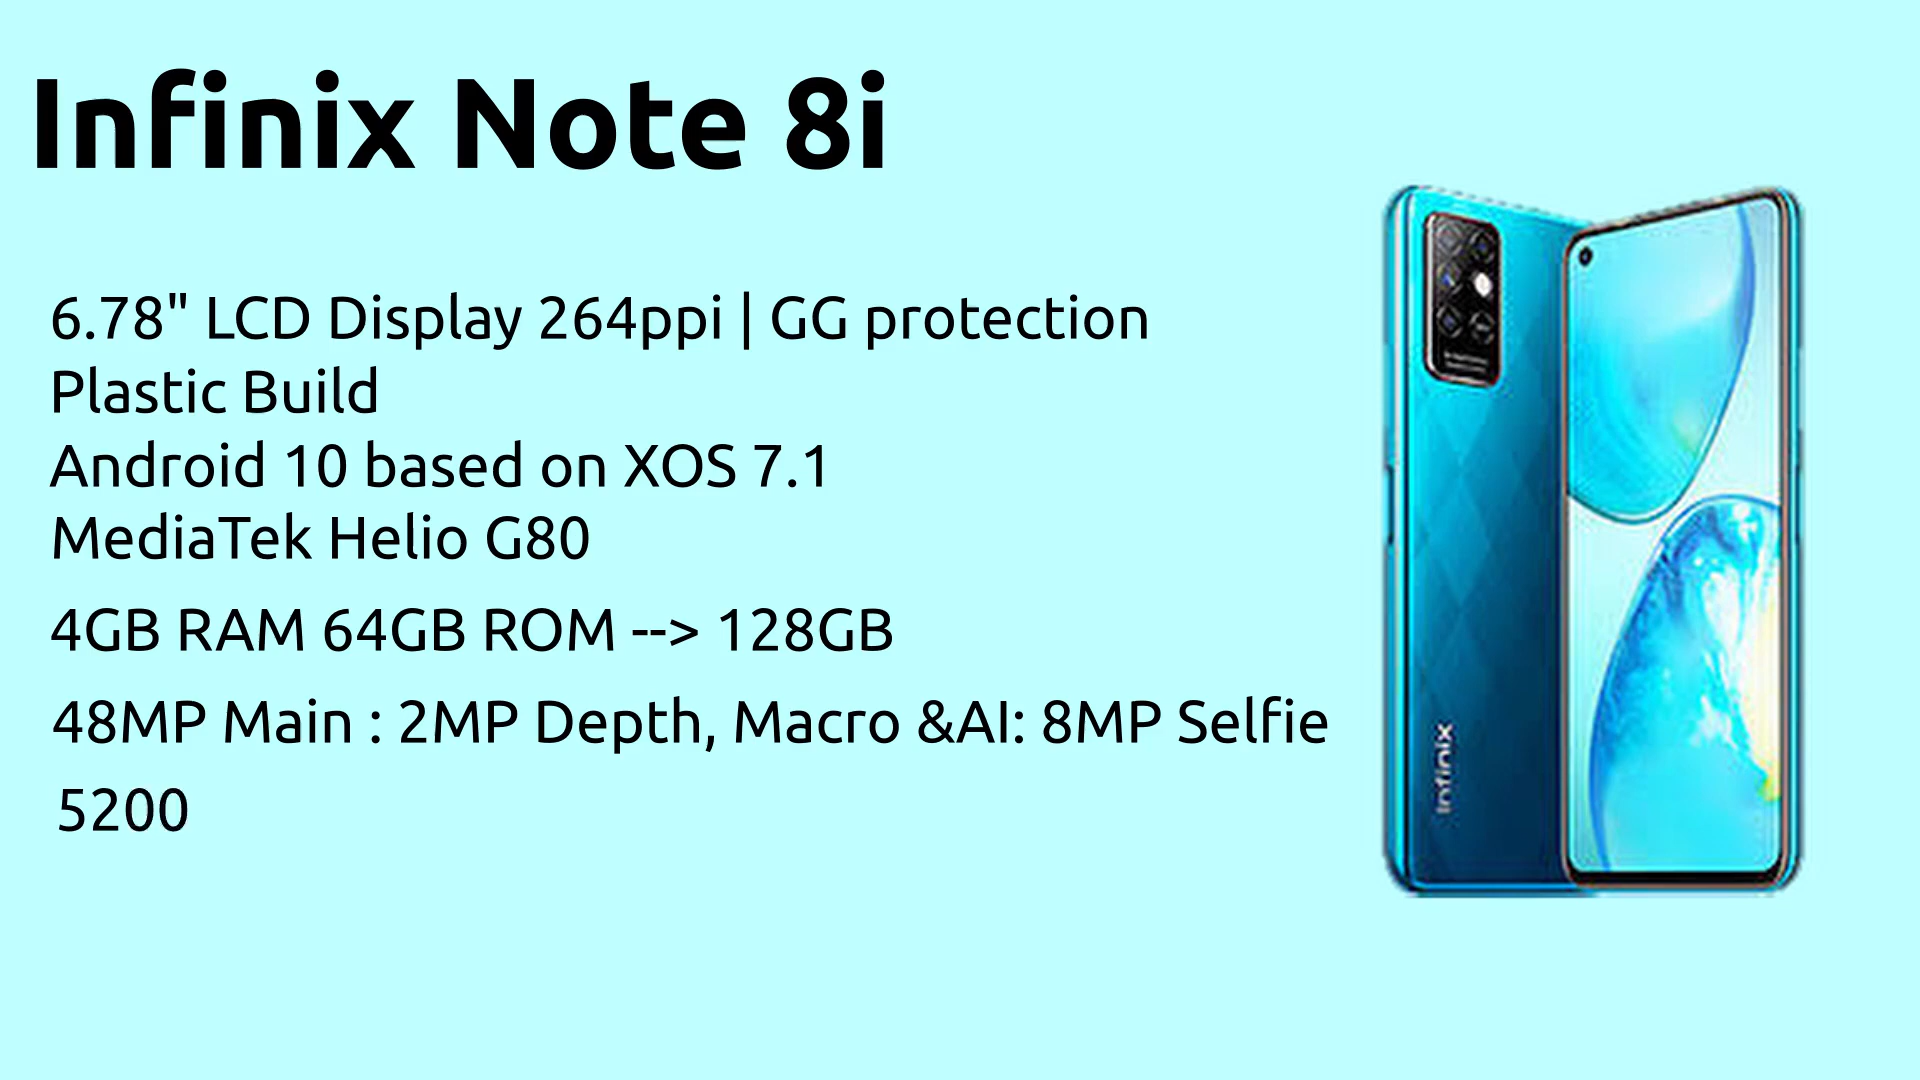 Infinix Note 8i
6.78" LCD Display 264ppi | GG protection
Plastic Build
Android 10 based on XOS 7.1
MediaTek Helio G80
4GB RAM 64GB ROM --> 128GB
48MP Main : 2MP Depth, Macro &AI: 8MP Selfie
5200
Infinix